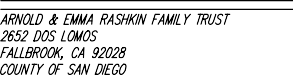 ARNOLD & EMMA RASHKIN FAMILY TRUST
2652 DOS LOMOS
FALLBROOK, CA 92028
COUNTY OF SAN DIEGO